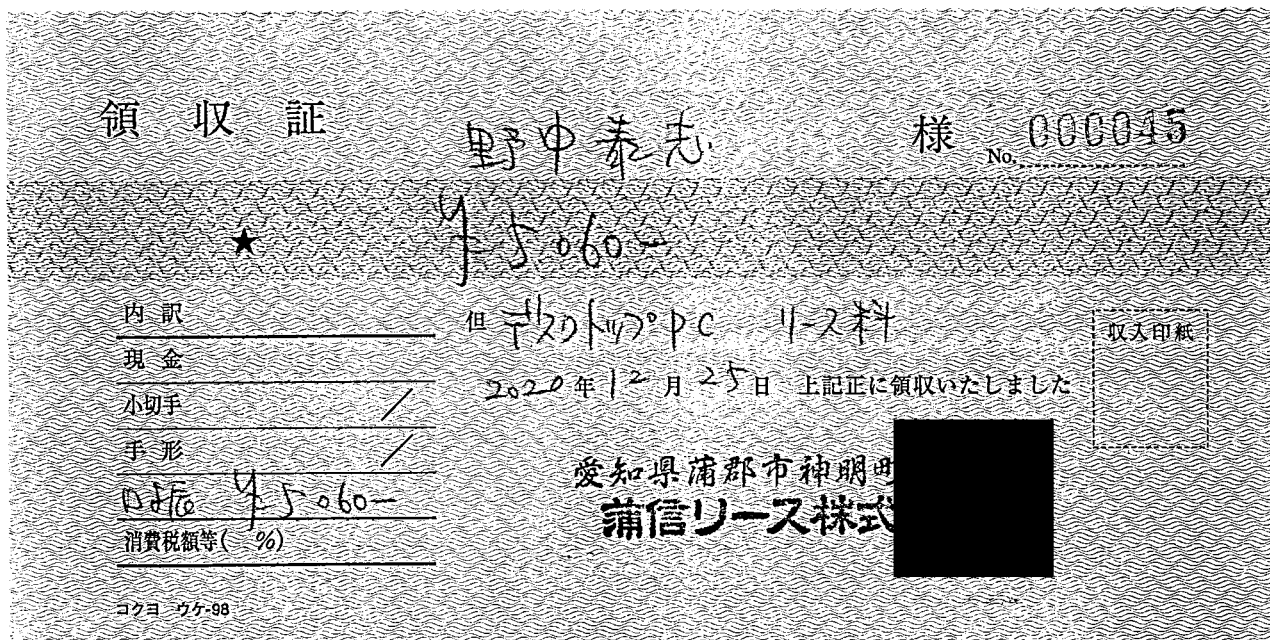 領収証
野中泰志 様 No. 000045
★ ¥5,060-
内訳
現金
小切手 /
手形 /
口振 ¥5,060-
消費税額等( %)
コクヨ ウケ-98
但 デスクトップPC リース料
2020年12月25日 上記正に領収いたしました
収入印紙
愛知県蒲郡市神明町
蒲信リース株式